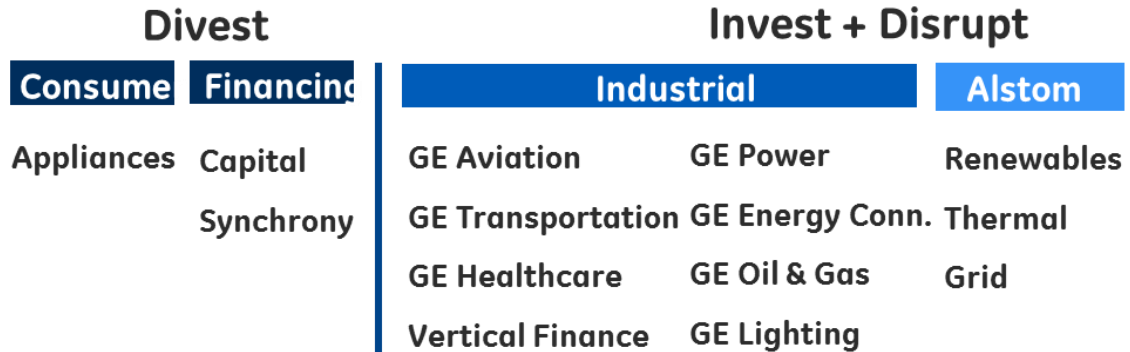 Divest
Invest + Disrupt
Consume
Financing
Industrial
Alstom
Appliances
Capital
Synchrony
GE Aviation
GE Transportation
GE Healthcare
Vertical Finance
GE Power
GE Energy Conn.
GE Oil & Gas
GE Lighting
Renewables
Thermal
Grid